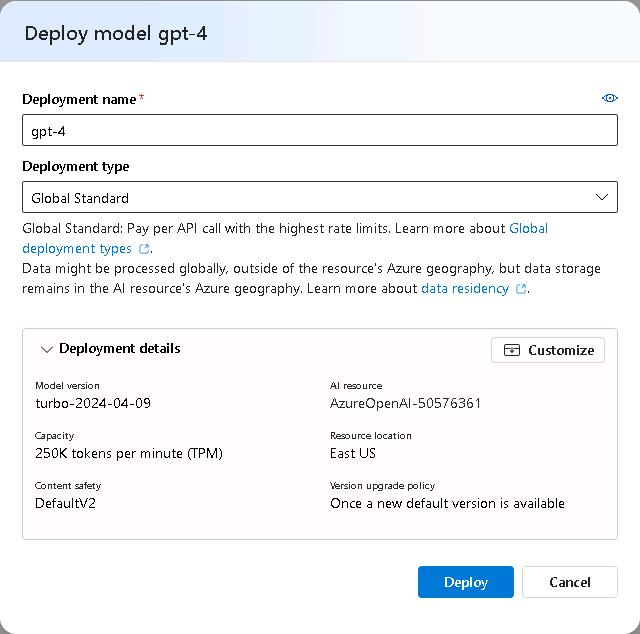 Deploy model gpt-4
Deployment name*
gpt-4
Deployment type
Global Standard
Global Standard: Pay per API call with the highest rate limits. Learn more about Global
deployment types.
Data might be processed globally, outside of the resource's Azure geography, but data storage
remains in the AI resource's Azure geography. Learn more about data residency.
Deployment details
Customize
Model version
turbo-2024-04-09
AI resource
AzureOpenAI-50576361
Capacity
250K tokens per minute (TPM)
Resource location
East US
Content safety
DefaultV2
Version upgrade policy
Once a new default version is available
Deploy
Cancel